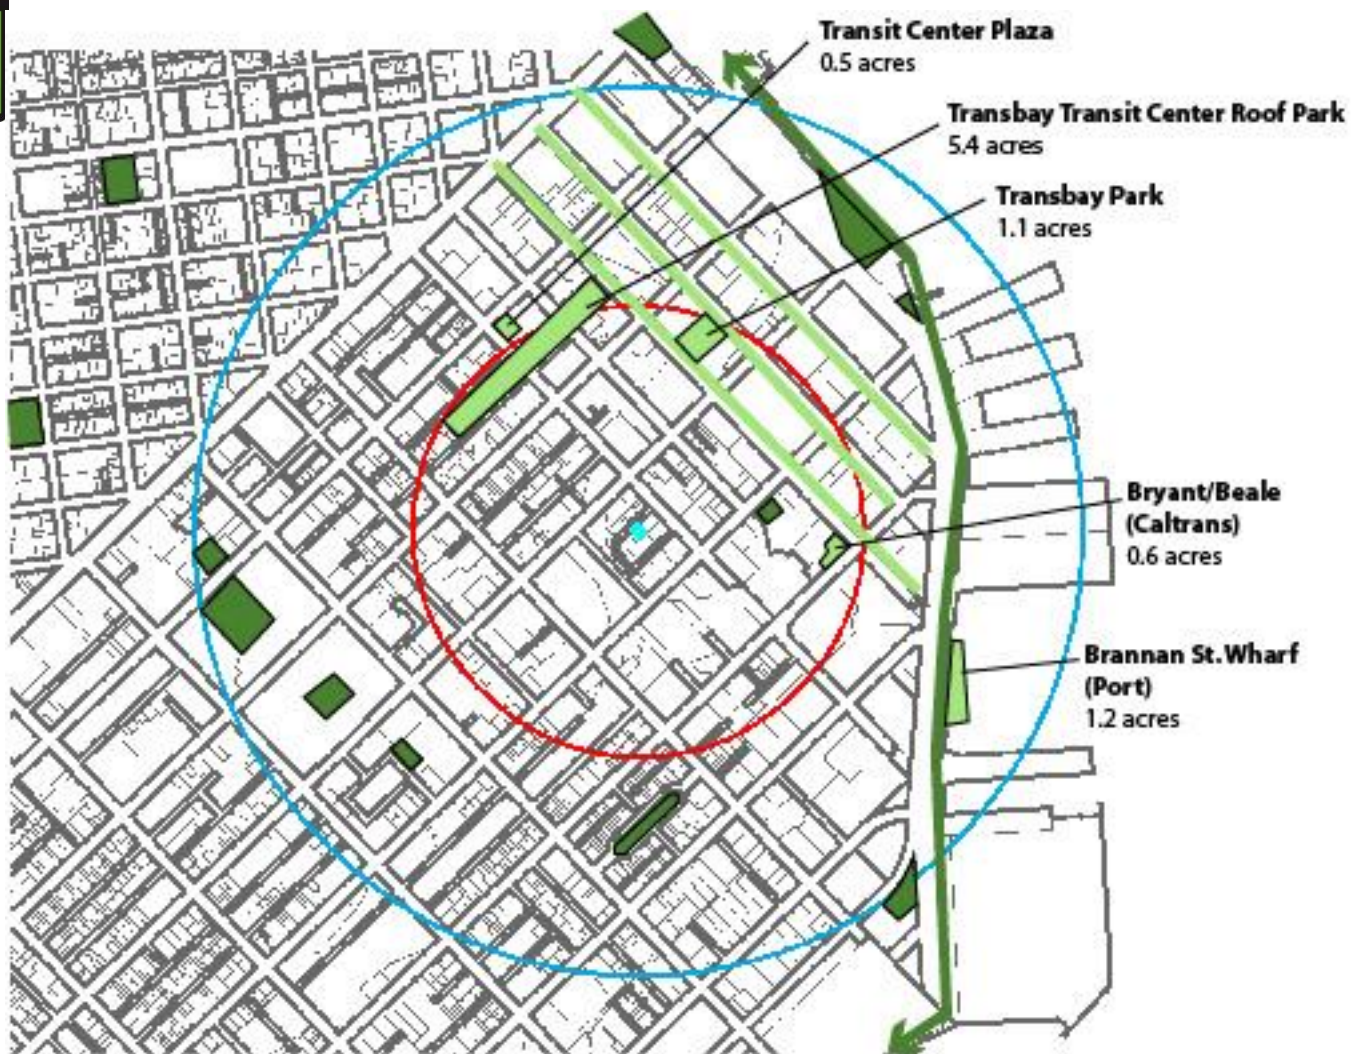 Transit Center Plaza
0.5 acres
Transbay Transit Center Roof Park
5.4 acres
Transbay Park
1.1 acres
Bryant/Beale
(Caltrans)
0.6 acres
Brannan St. Wharf
(Port)
1.2 acres